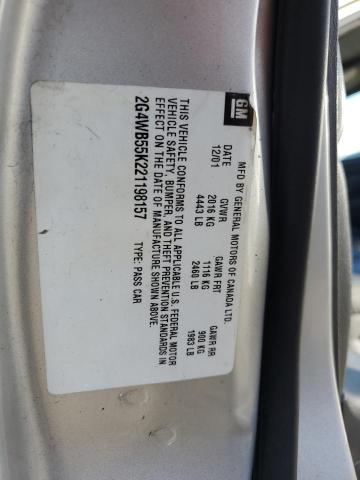 GM
MFD BY GENERAL MOTORS OF CANADA LTD.
DATE GVWR GAWR FRT GAWR RR
12/01 2016 KG 1116 KG 900 KG
4443 LB 2460 LB 1983 LB
THIS VEHICLE CONFORMS TO ALL APPLICABLE U.S. FEDERAL MOTOR
VEHICLE SAFETY, BUMPER, AND THEFT PREVENTION STANDARDS IN
EFFECT ON THE DATE OF MANUFACTURE SHOWN ABOVE.
2G4WB55K221198157 TYPE: PASS CAR